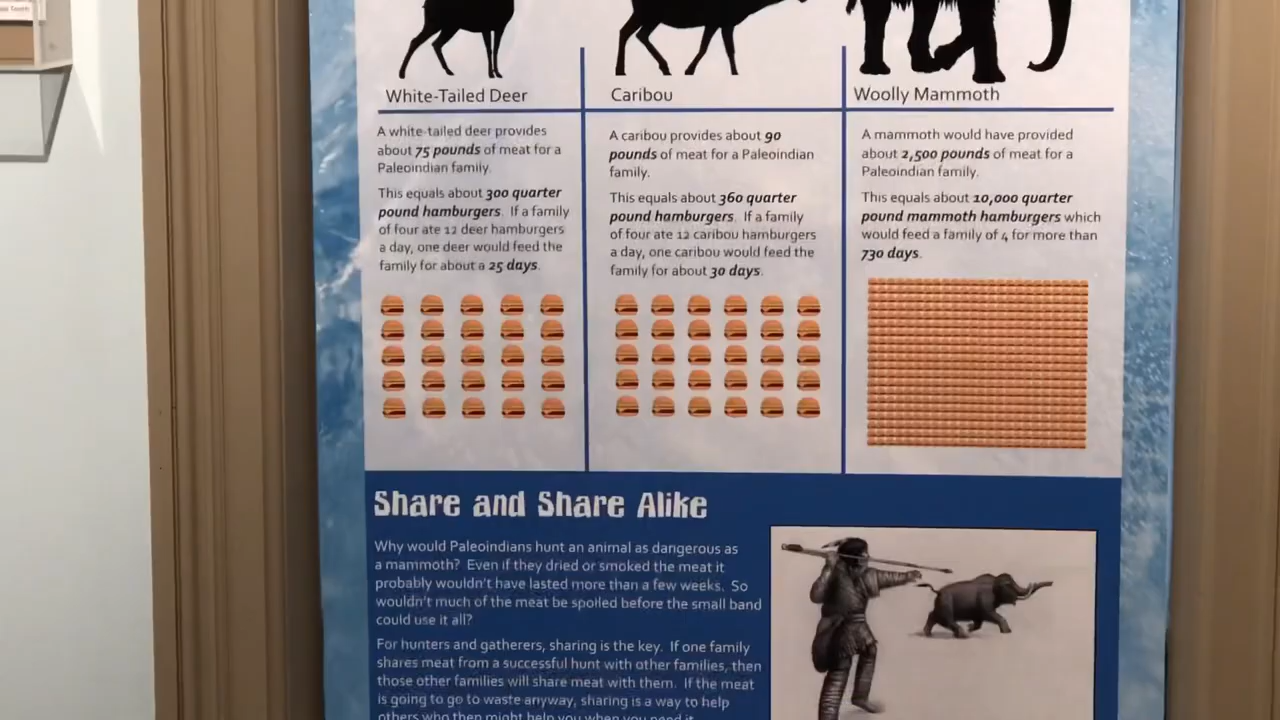 White-Tailed Deer
A white-tailed deer provides
about 75 pounds of meat for a
Paleoindian family.
This equals about 300 quarter
pound hamburgers. If a family
of four ate 12 deer hamburgers
a day, one deer would feed the
family for about a 25 days.
Caribou
A caribou provides about 90
pounds of meat for a Paleoindian
family.
This equals about 360 quarter
pound hamburgers. If a family
of four ate 12 caribou hamburgers
a day, one caribou would feed the
family for about 30 days.
Woolly Mammoth
A mammoth would have provided
about 2,500 pounds of meat for a
Paleoindian family.
This equals about 10,000 quarter
pound mammoth hamburgers which
would feed a family of 4 for more than
730 days.
Share and Share Alike
Why would Paleoindians hunt an animal as dangerous as
a mammoth? Even if they dried or smoked the meat it
probably wouldn't have lasted more than a few weeks. So
wouldn't much of the meat be spoiled before the small band
could use it all?
For hunters and gatherers, sharing is the key. If one family
shares meat from a successful hunt with other families, then
those other families will share meat with them. If the meat
is going to go to waste anyway, sharing is a way to help
others who then might help you when you need it.